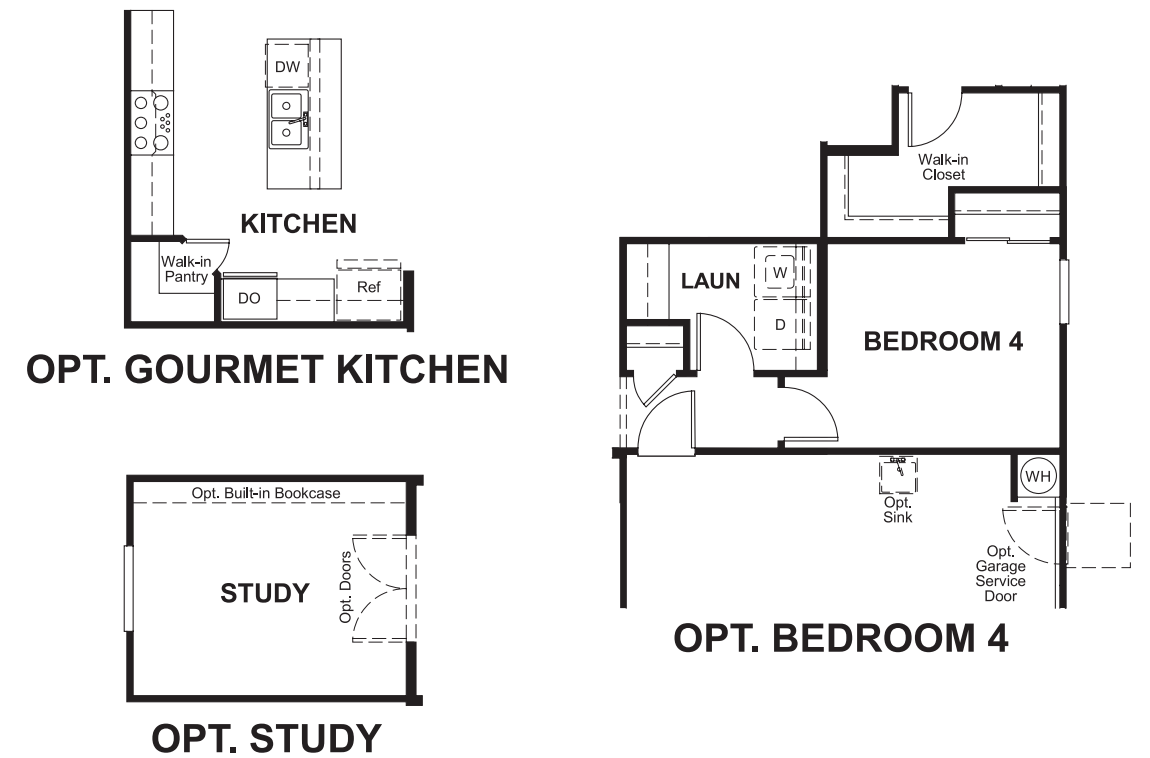 DW
KITCHEN
Walk-in
Pantry
DO
Ref
OPT. GOURMET KITCHEN
Opt. Built-in Bookcase
STUDY
Opt. Doors
OPT. STUDY
Walk-in
Closet
LAUN
W
D
BEDROOM 4
Opt.
Sink
WH
Opt.
Garage
Service
Door
OPT. BEDROOM 4